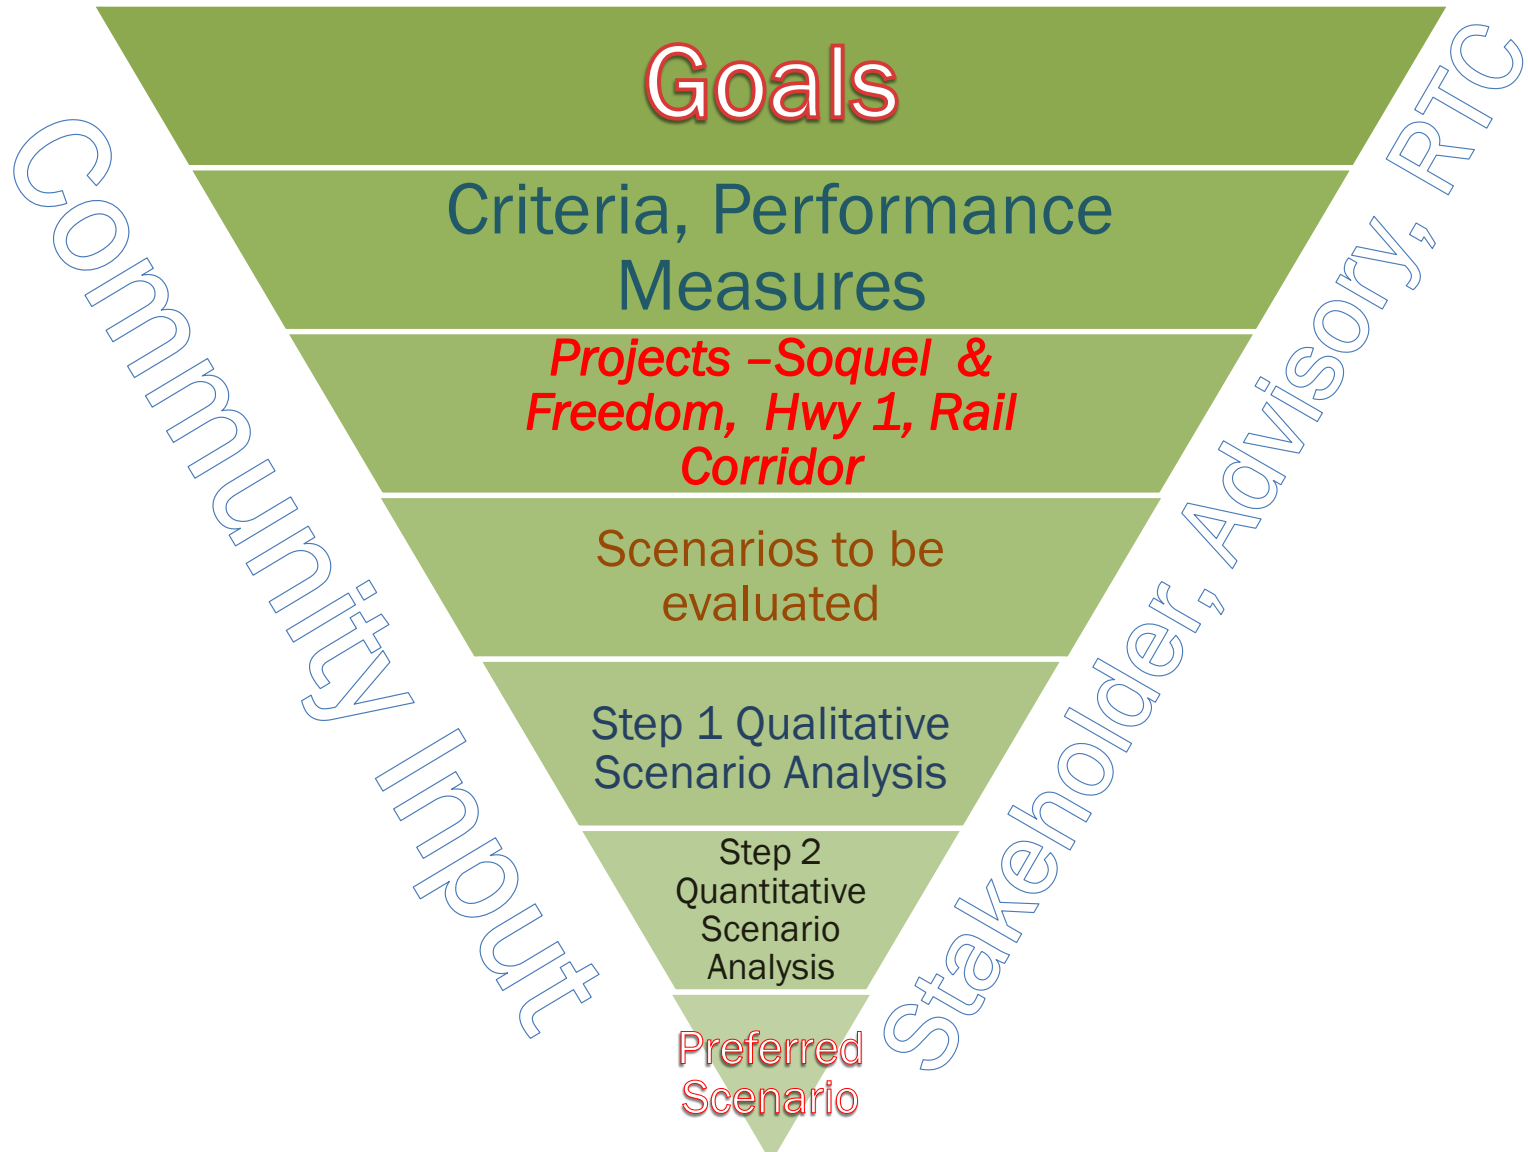 Goals
Criteria, Performance
Measures
Projects –Soquel &
Freedom, Hwy 1, Rail
Corridor
Scenarios to be
evaluated
Step 1 Qualitative
Scenario Analysis
Step 2
Quantitative
Scenario
Analysis
Preferred
Scenario
Community Input
Stakeholder, Advisory, RTC